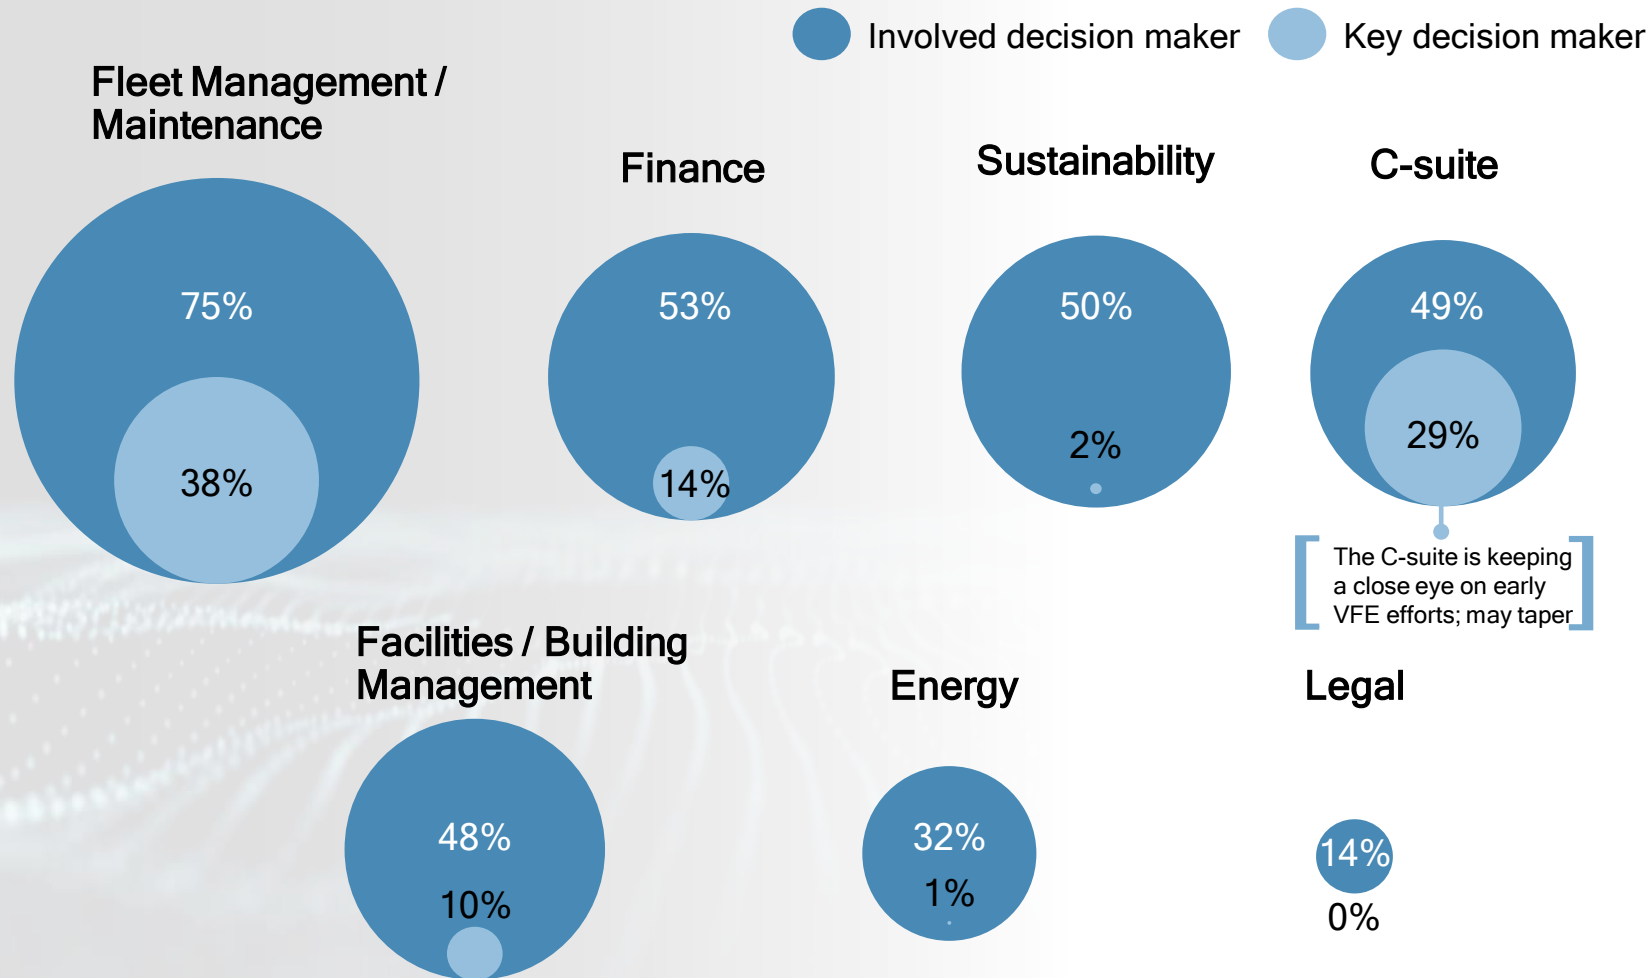 Involved decision maker
Key decision maker
Fleet Management /
Maintenance
75%
38%
Finance
53%
14%
Sustainability
50%
2%
C-suite
49%
29%
The C-suite is keeping
a close eye on early
VFE efforts; may taper
Facilities / Building
Management
48%
10%
Energy
32%
1%
Legal
14%
0%